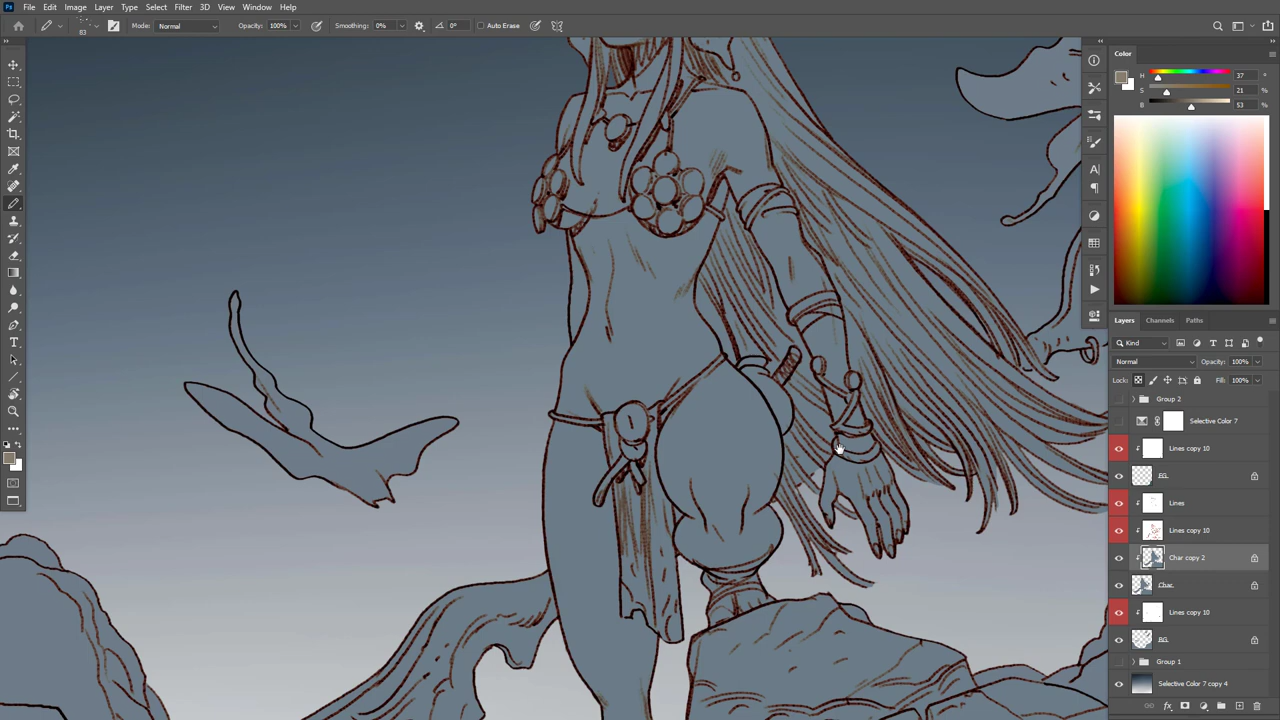 File Edit Image Layer Type Select Filter 3D View Window Help
83 Mode: Normal Opacity: 100% Smoothing: 0% 0° Auto Erase
Color
H 37 °
S 21 %
B 53 %
Layers Channels Paths
Kind
Normal Opacity: 100%
Lock: Fill: 100%
Group 2
Selective Color 7
Lines copy 10
FG
Lines
Lines copy 10
Char copy 2
Char
Lines copy 10
BG
Group 1
Selective Color 7 copy 4